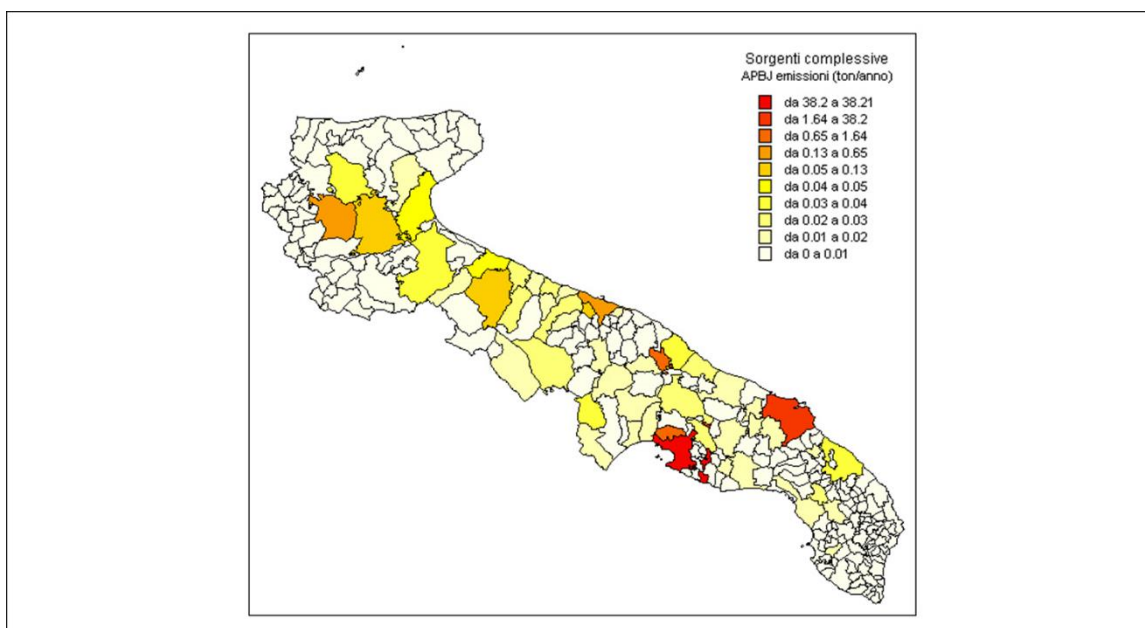 Sorgenti complessive
APBJ emissioni (ton/anno)
da 38.2 a 38.21
da 1.64 a 38.2
da 0.65 a 1.64
da 0.13 a 0.65
da 0.05 a 0.13
da 0.04 a 0.05
da 0.03 a 0.04
da 0.02 a 0.03
da 0.01 a 0.02
da 0 a 0.01